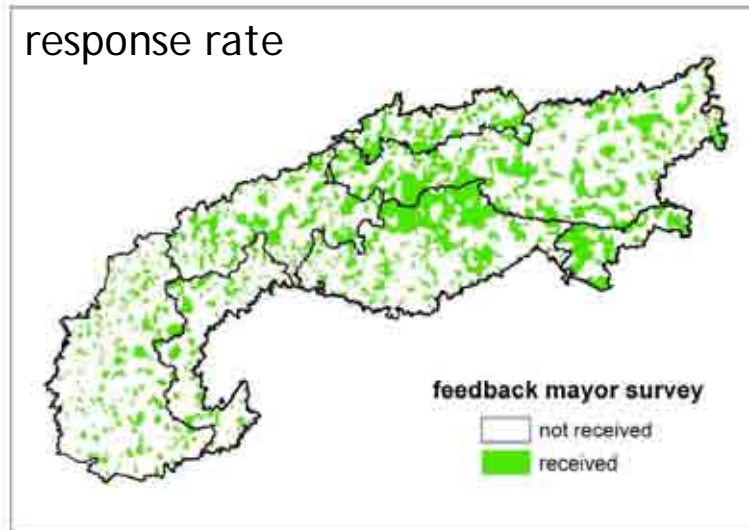 response rate
feedback mayor survey
not received
received